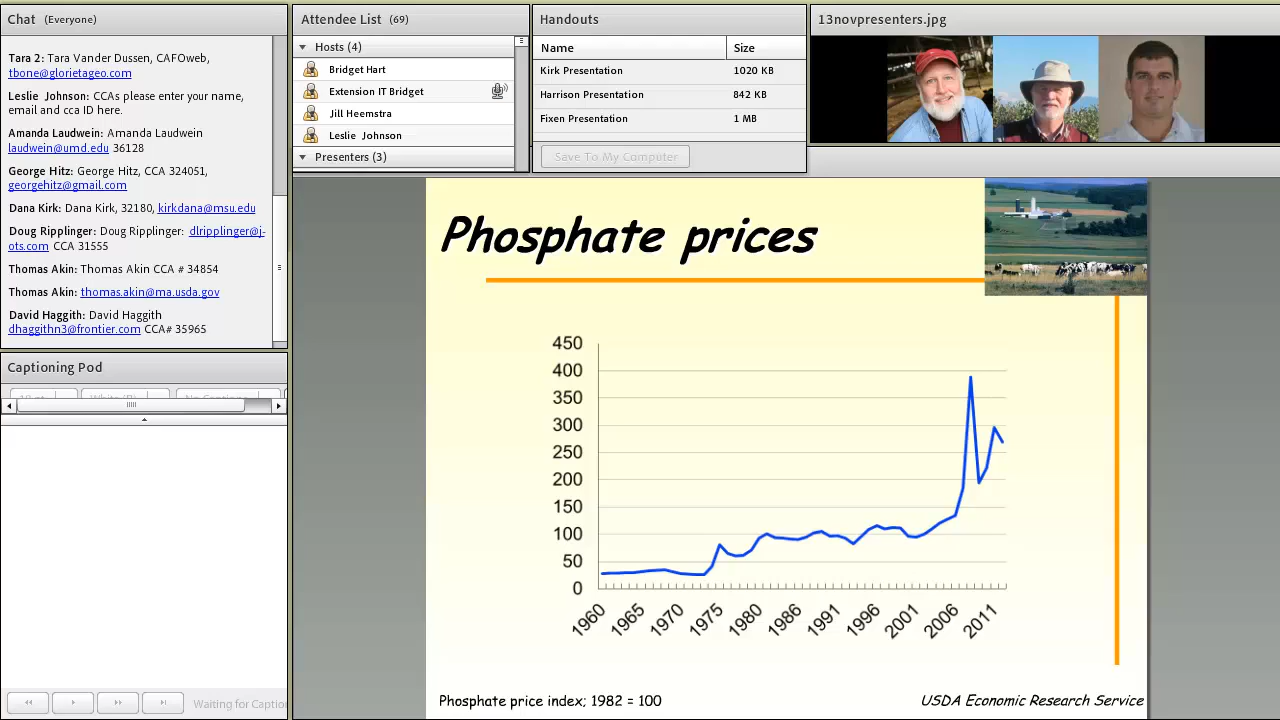 Chat (Everyone)
Tara 2: Tara Vander Dussen, CAFOweb,
tbone@glorietageo.com
Leslie Johnson: CCAs please enter your name,
email and cca ID here.
Amanda Laudwein: Amanda Laudwein
laudwein@umd.edu 36128
George Hitz: George Hitz, CCA 324051,
georgehitz@gmail.com
Dana Kirk: Dana Kirk, 32180, kirkdana@msu.edu
Doug Ripplinger: Doug Ripplinger: dlripplinger@j-
ots.com CCA 31555
Thomas Akin: Thomas Akin CCA # 34854
Thomas Akin: thomas.akin@ma.usda.gov
David Haggith: David Haggith
dhaggithn3@frontier.com CCA# 35965
Captioning Pod
Waiting for Captio
Attendee List (69)
Hosts (4)
Bridget Hart
Extension IT Bridget
Jill Heemstra
Leslie Johnson
Presenters (3)
Handouts
Name Size
Kirk Presentation 1020 KB
Harrison Presentation 842 KB
Fixen Presentation 1 MB
Save To My Computer
13novpresenters.jpg
Phosphate prices
450
400
350
300
250
200
150
100
50
0
1960 1965 1970 1975 1980 1986 1991 1996 2001 2006 2011
Phosphate price index; 1982 = 100
USDA Economic Research Service